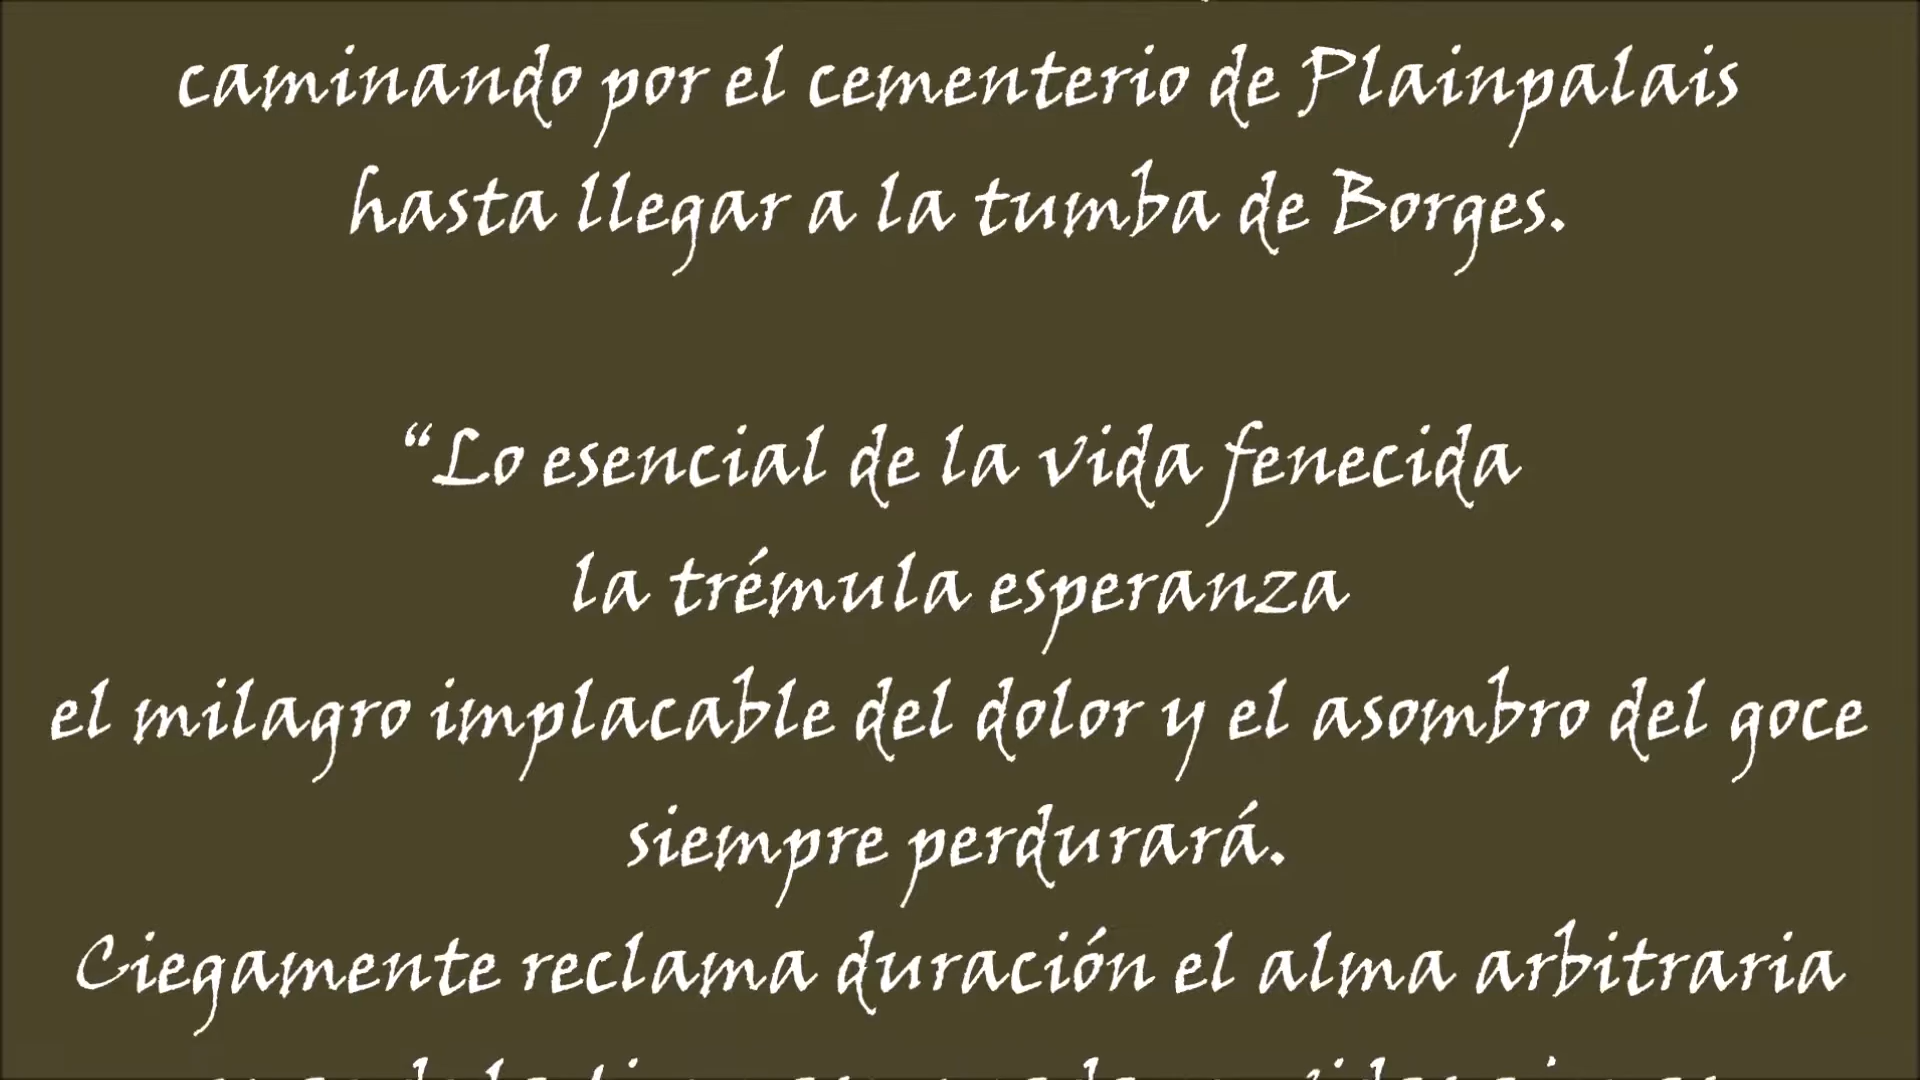 caminando por el cementerio de Plainpalais
hasta llegar a la tumba de Borges.
“Lo esencial de la vida fenecida
la trémula esperanza
el milagro implacable del dolor y el asombro del goce
siempre perdurará.
Ciegamente reclama duración el alma arbitraria